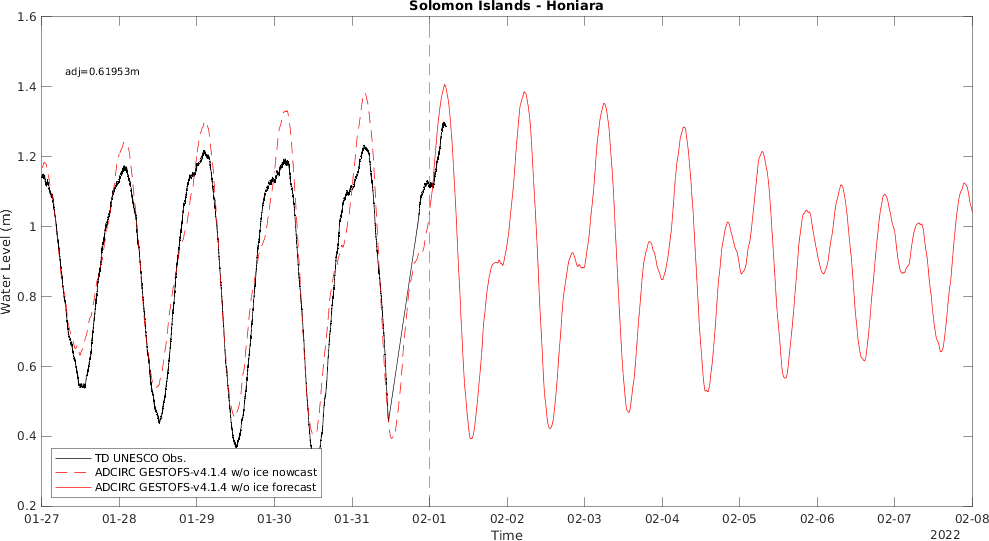 Solomon Islands - Honiara
1.6
1.4
1.2
1
0.8
0.6
0.4
0.2
Water Level (m)
adj=0.61953m
TD UNESCO Obs.
ADCIRC GESTOFS-v4.1.4 w/o ice nowcast
ADCIRC GESTOFS-v4.1.4 w/o ice forecast
01-27 01-28 01-29 01-30 01-31 02-01 02-02 02-03 02-04 02-05 02-06 02-07 02-08
Time
2022